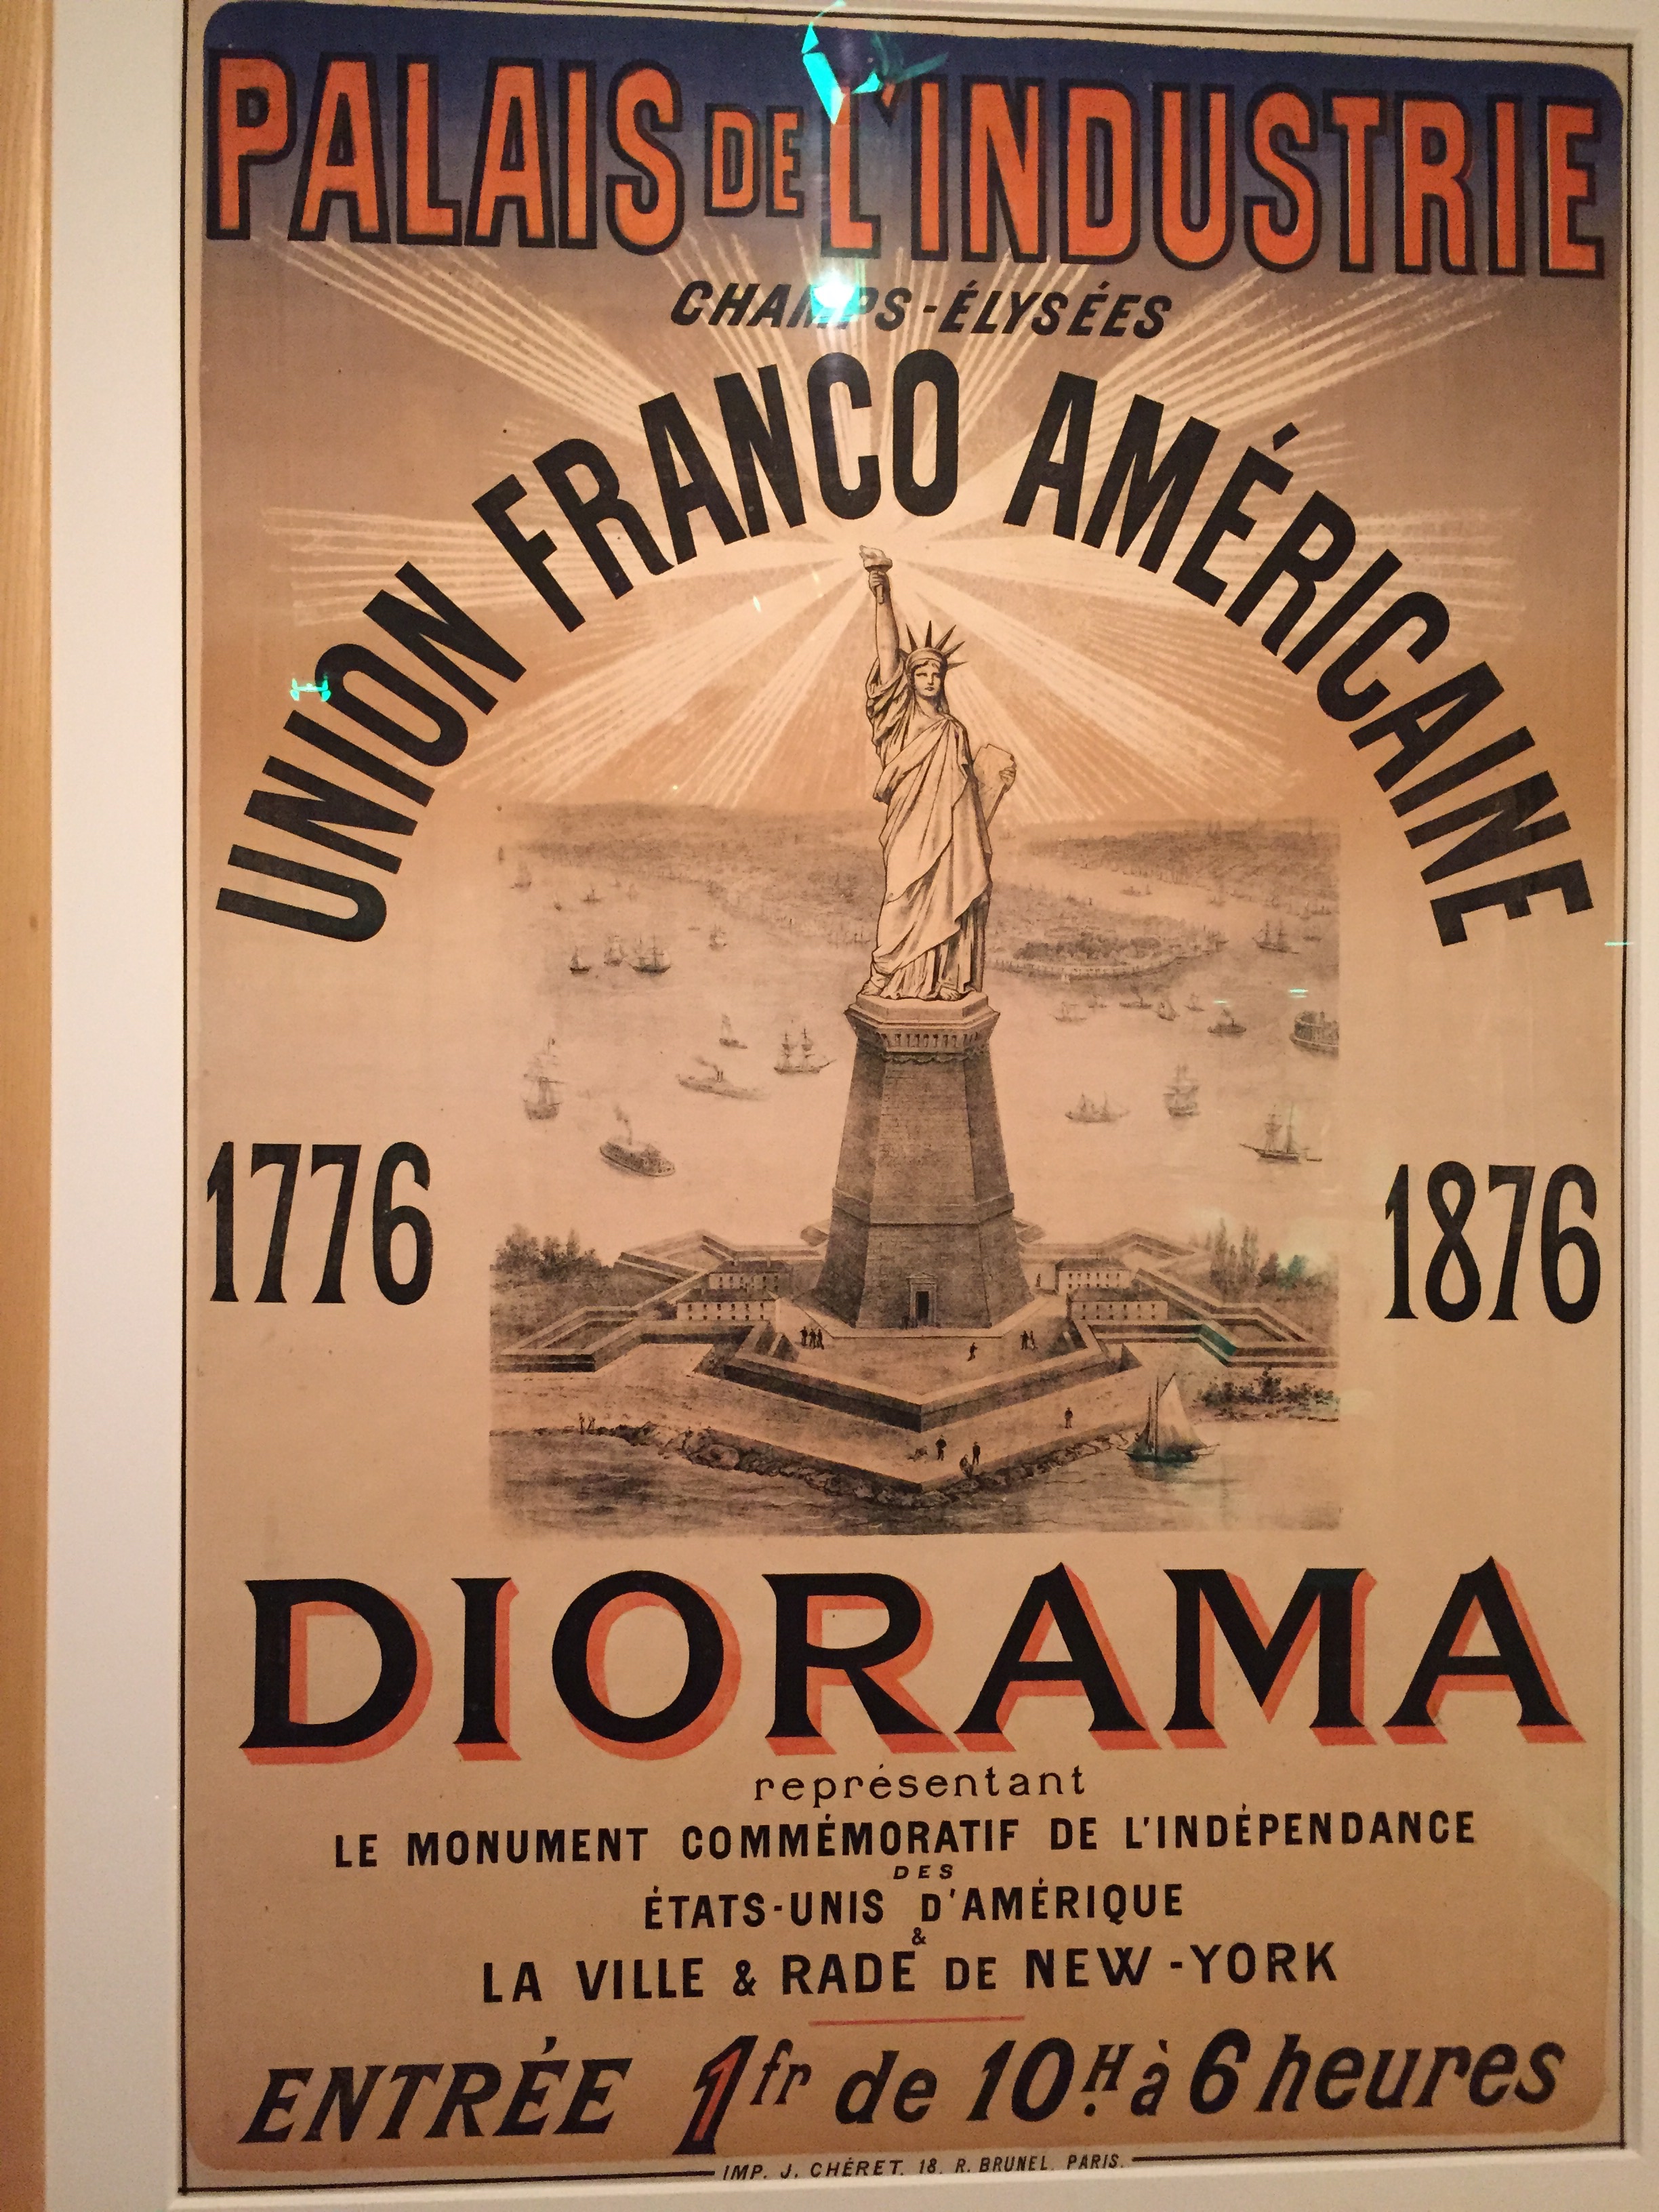 PALAIS DE L'INDUSTRIE
CHAMPS-ÉLYSÉES
UNION FRANCO AMÉRICAINE
1776
1876
DIORAMA
représentant
LE MONUMENT COMMÉMORATIF DE L'INDÉPENDANCE
DES
ÉTATS-UNIS D'AMÉRIQUE
&
LA VILLE & RADE DE NEW-YORK
ENTRÉE 1fr de 10H. à 6 heures
IMP. J. CHÉRET, 18, R. BRUNEL. PARIS.